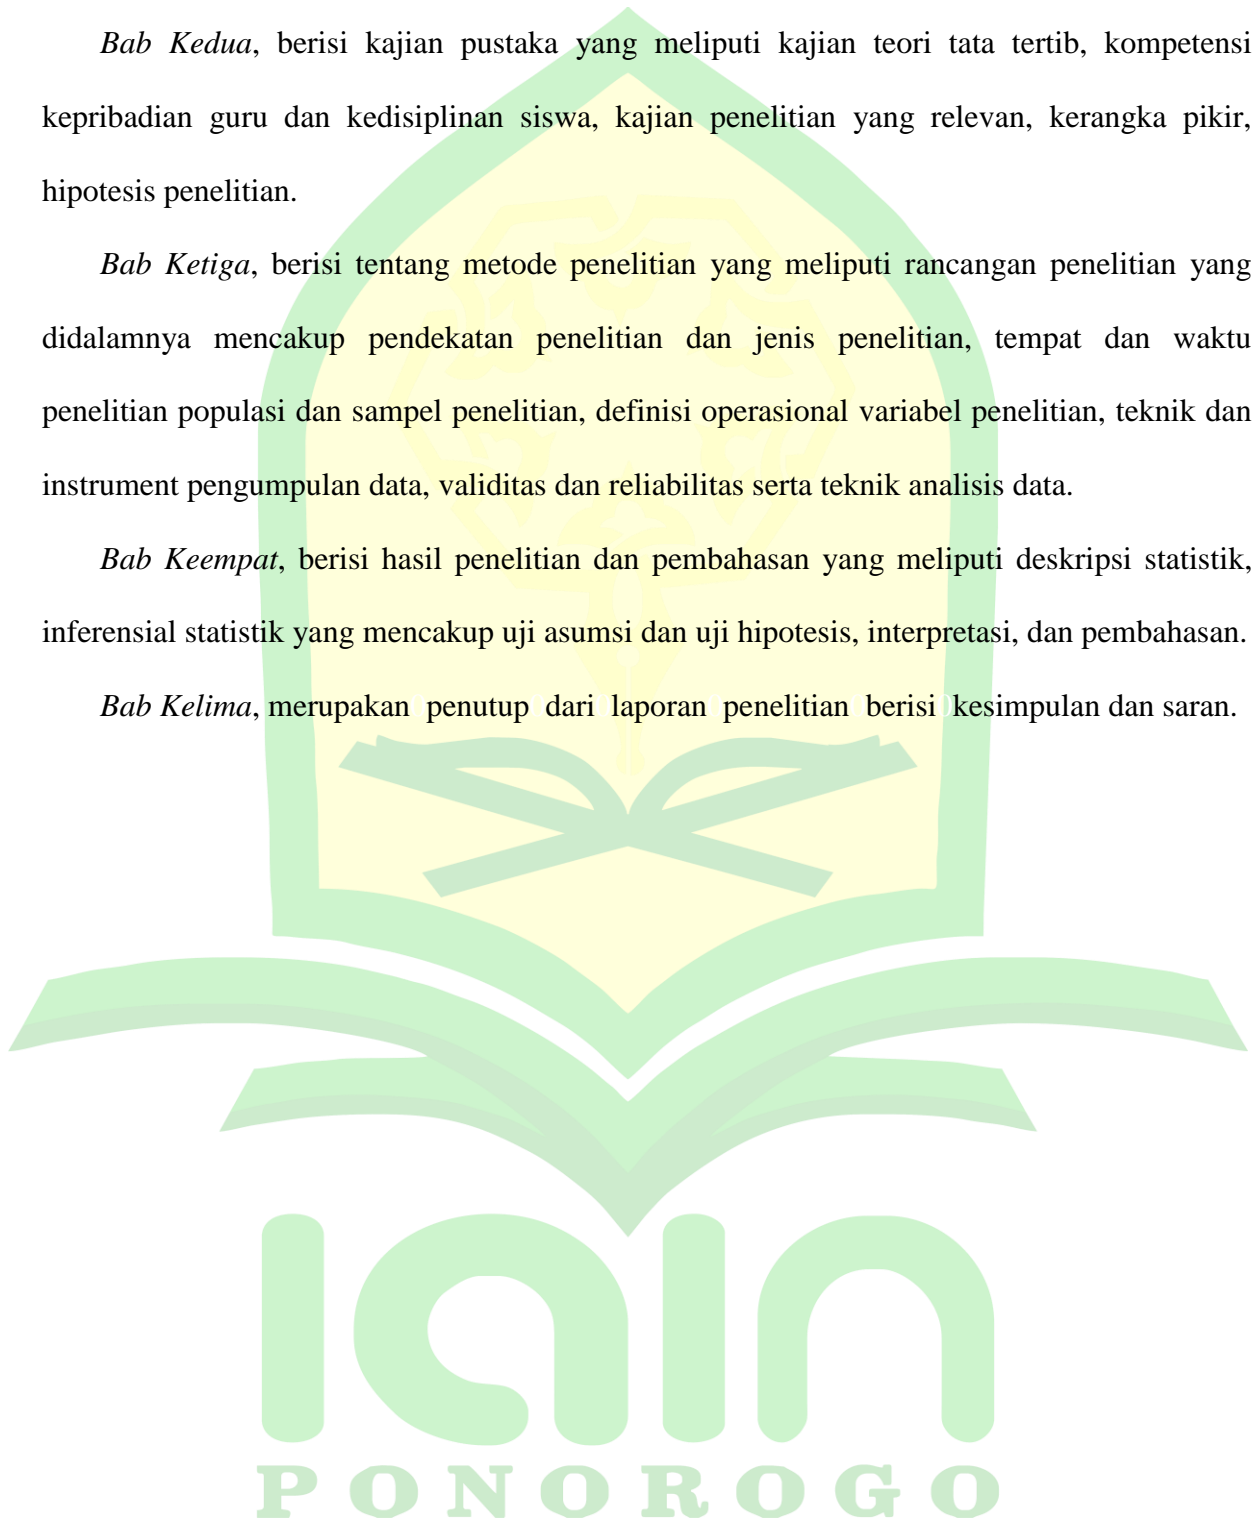 Bab Kedua, berisi kajian pustaka yang meliputi kajian teori tata tertib, kompetensi
kepribadian guru dan kedisiplinan siswa, kajian penelitian yang relevan, kerangka pikir,
hipotesis penelitian.
Bab Ketiga, berisi tentang metode penelitian yang meliputi rancangan penelitian yang
didalamnya mencakup pendekatan penelitian dan jenis penelitian, tempat dan waktu
penelitian populasi dan sampel penelitian, definisi operasional variabel penelitian, teknik dan
instrument pengumpulan data, validitas dan reliabilitas serta teknik analisis data.
Bab Keempat, berisi hasil penelitian dan pembahasan yang meliputi deskripsi statistik,
inferensial statistik yang mencakup uji asumsi dan uji hipotesis, interpretasi, dan pembahasan.
Bab Kelima, merupakan penutup dari laporan penelitian berisi kesimpulan dan saran.
iain
PONOROGO